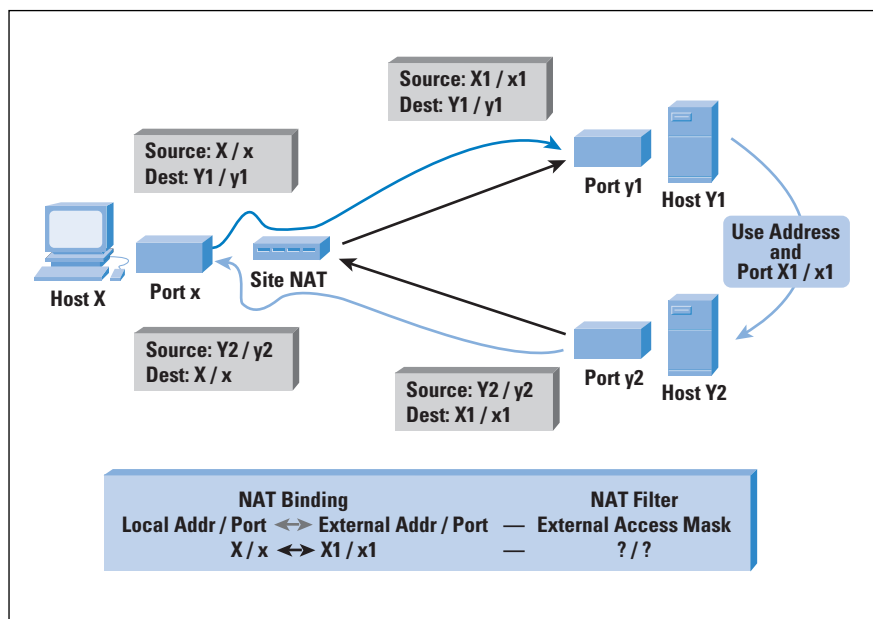 Source: X1 / x1
Dest: Y1 / y1
Source: X / x
Dest: Y1 / y1
Port y1
Host Y1
Use Address
and
Port X1 / x1
Host X
Port x
Site NAT
Source: Y2 / y2
Dest: X / x
Source: Y2 / y2
Dest: X1 / x1
Port y2
Host Y2
NAT Binding NAT Filter
Local Addr / Port ↔ External Addr / Port — External Access Mask
X / x ↔ X1 / x1 — ? / ?